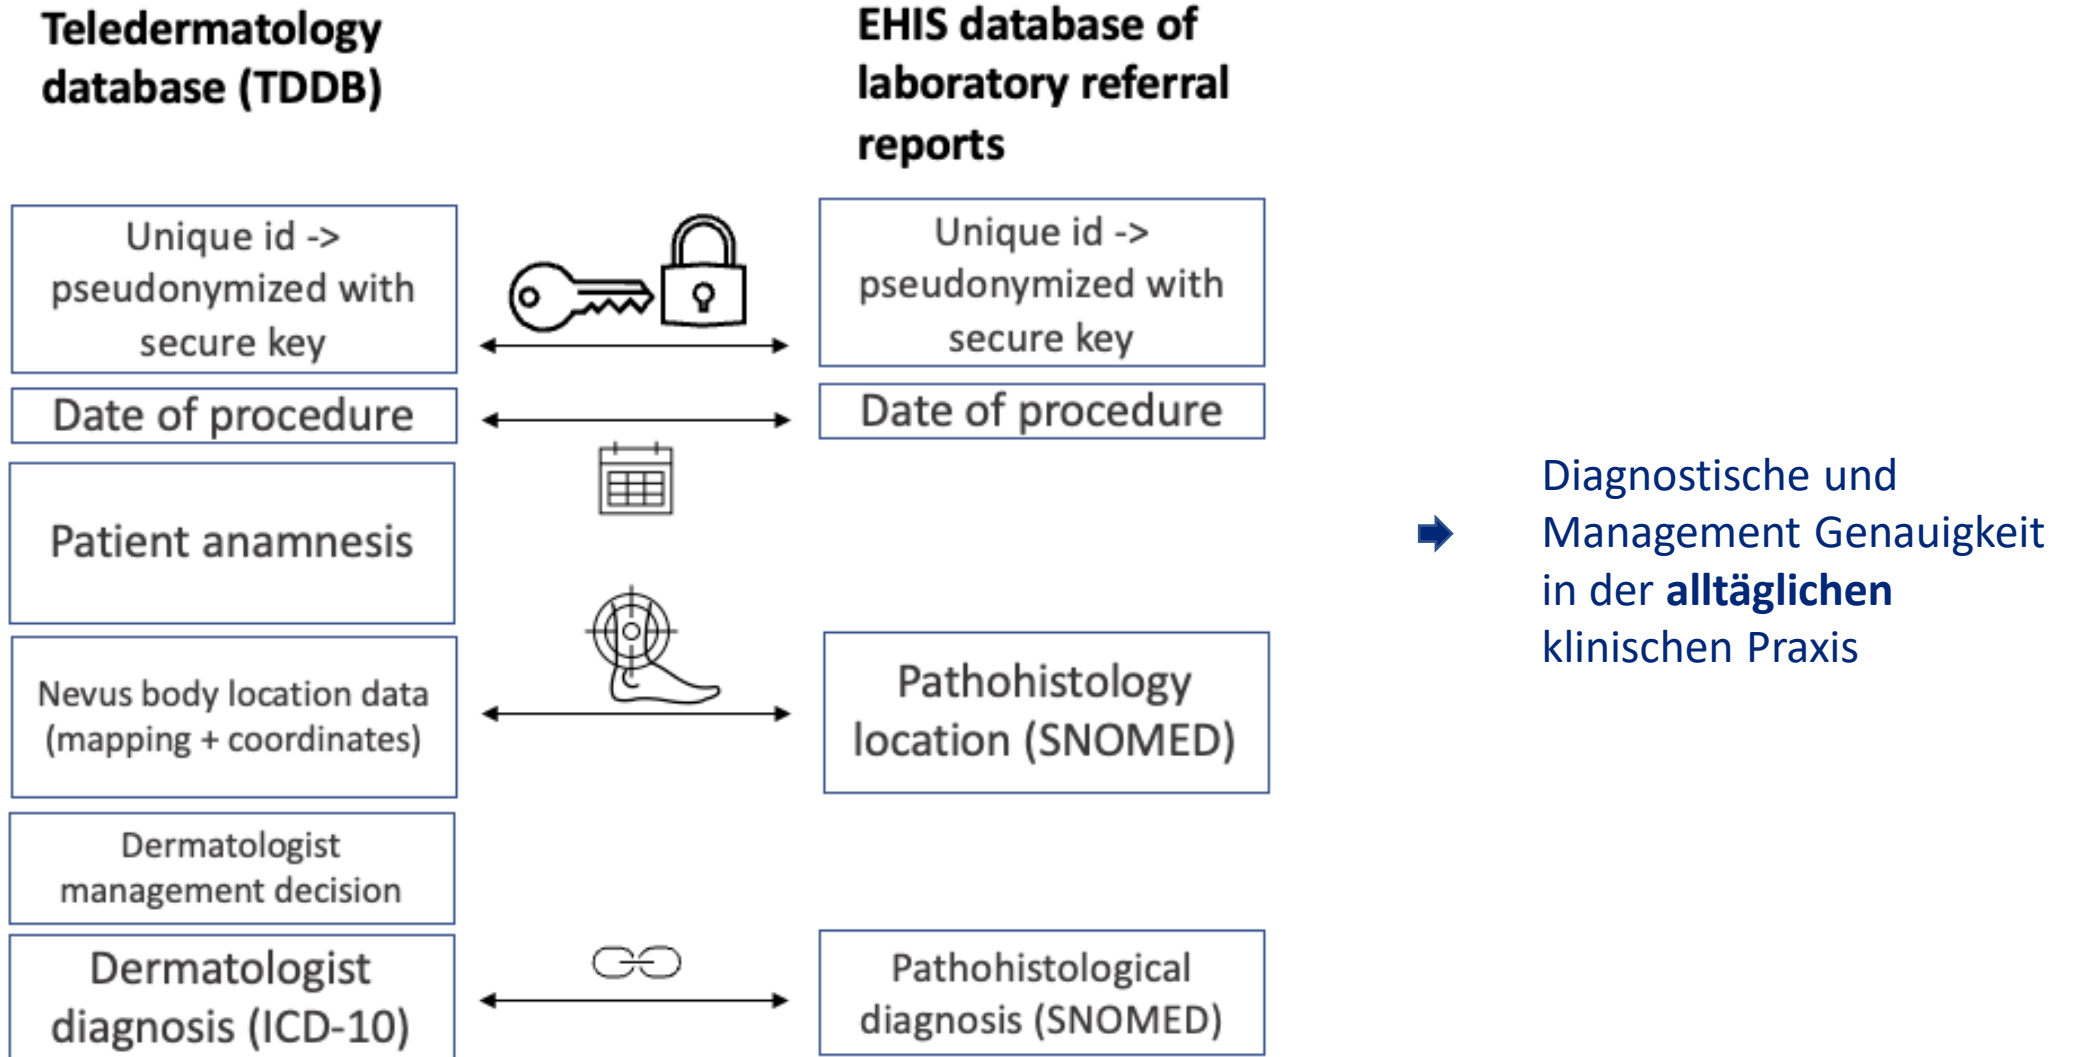 Teledermatology
database (TDDB)
EHIS database of
laboratory referral
reports
Unique id ->
pseudonymized with
secure key
Unique id ->
pseudonymized with
secure key
Date of procedure
Date of procedure
Patient anamnesis
Nevus body location data
(mapping + coordinates)
Pathohistology
location (SNOMED)
Dermatologist
management decision
Dermatologist
diagnosis (ICD-10)
Pathohistological
diagnosis (SNOMED)
Diagnostische und
Management Genauigkeit
in der alltäglichen
klinischen Praxis